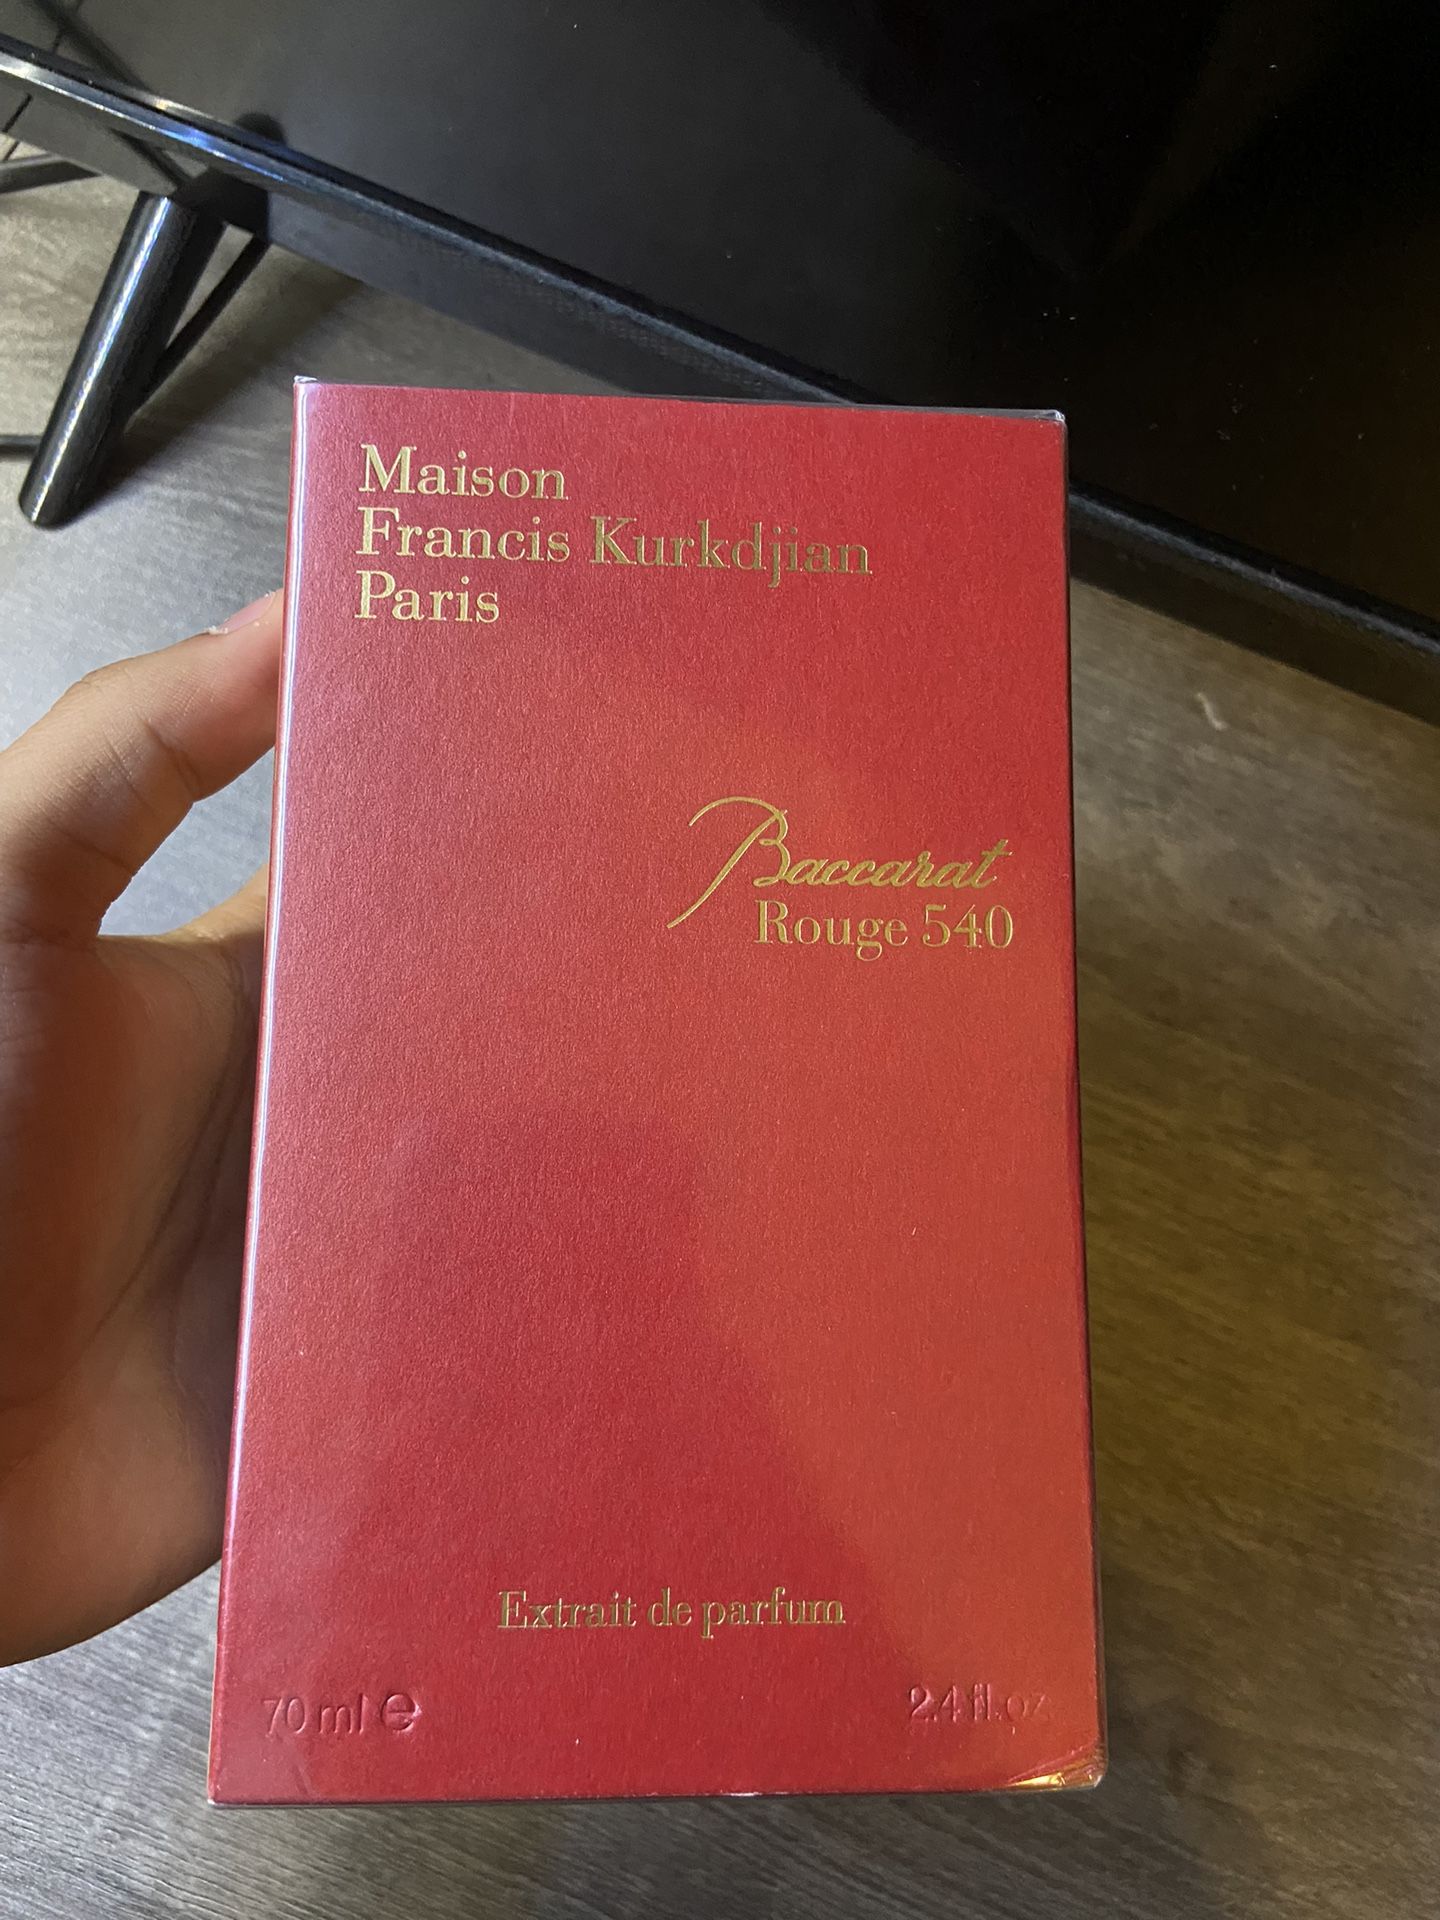 Maison
Francis Kurkdjian
Paris
Baccarat
Rouge 540
Extrait de parfum
70 ml ℮
2.4 fl.oz